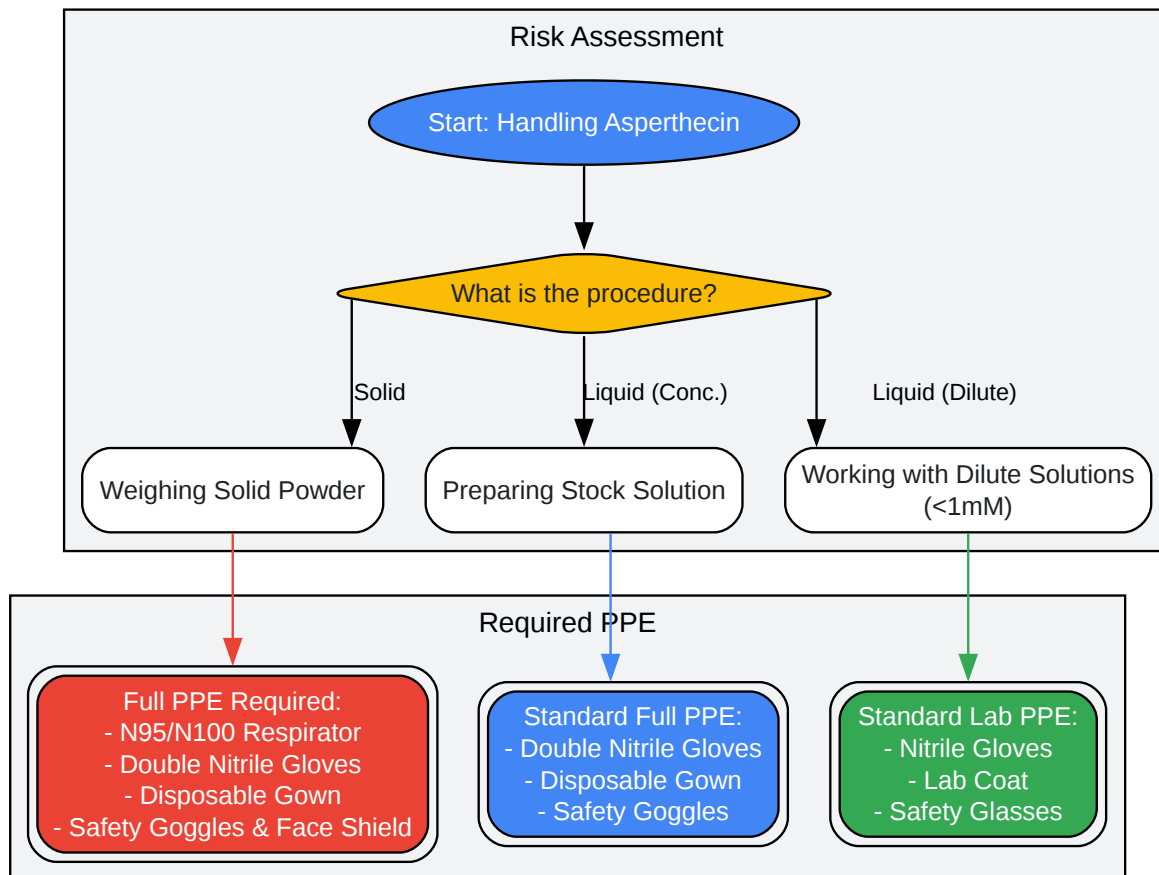 Risk Assessment
Start: Handling Asperthecin
What is the procedure?
Solid
Liquid (Conc.)
Liquid (Dilute)
Weighing Solid Powder
Preparing Stock Solution
Working with Dilute Solutions
(<1mM)
Required PPE
Full PPE Required:
- N95/N100 Respirator
- Double Nitrile Gloves
- Disposable Gown
- Safety Goggles & Face Shield
Standard Full PPE:
- Double Nitrile Gloves
- Disposable Gown
- Safety Goggles
Standard Lab PPE:
- Nitrile Gloves
- Lab Coat
- Safety Glasses